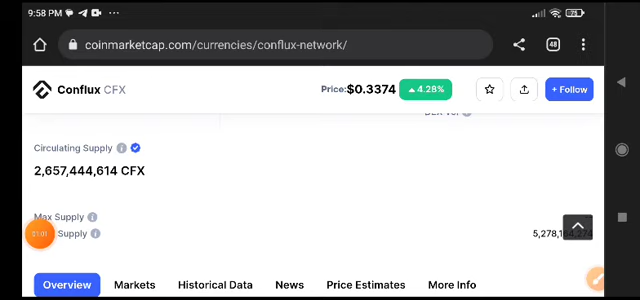 9:58 PM
75
coinmarketcap.com/currencies/conflux-network/
48
Conflux CFX
Price: $0.3374
4.28%
+ Follow
Circulating Supply
2,657,444,614 CFX
Max Supply
Supply
Overview
Markets
Historical Data
News
Price Estimates
More Info